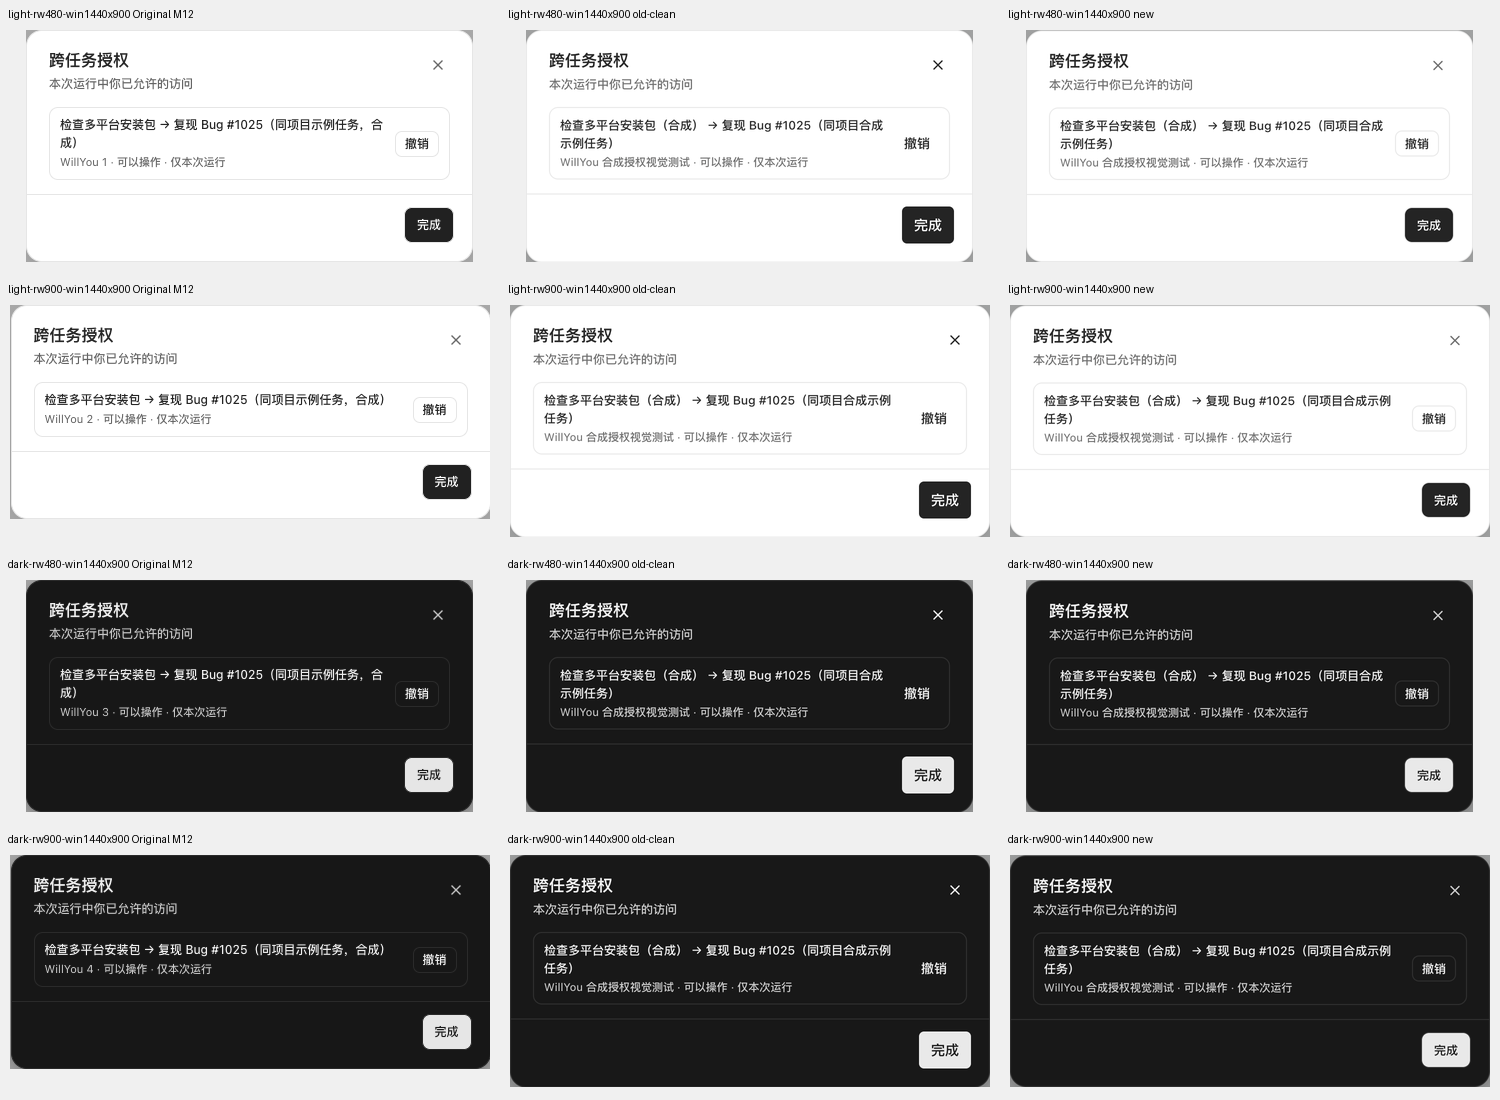 light-rw480-win1440x900 Original M12
跨任务授权
本次运行中你已允许的访问
检查多平台安装包 → 复现 Bug #1025（同项目示例任务，合
成）
WillYou 1 · 可以操作 · 仅本次运行
撤销
完成
light-rw480-win1440x900 old-clean
跨任务授权
本次运行中你已允许的访问
检查多平台安装包（合成） → 复现 Bug #1025（同项目合成
示例任务）
WillYou 合成授权视觉测试 · 可以操作 · 仅本次运行
撤销
完成
light-rw480-win1440x900 new
跨任务授权
本次运行中你已允许的访问
检查多平台安装包（合成） → 复现 Bug #1025（同项目合成
示例任务）
WillYou 合成授权视觉测试 · 可以操作 · 仅本次运行
撤销
完成
light-rw900-win1440x900 Original M12
跨任务授权
本次运行中你已允许的访问
检查多平台安装包 → 复现 Bug #1025（同项目示例任务，合成）
WillYou 2 · 可以操作 · 仅本次运行
撤销
完成
light-rw900-win1440x900 old-clean
跨任务授权
本次运行中你已允许的访问
检查多平台安装包（合成） → 复现 Bug #1025（同项目合成示例
任务）
WillYou 合成授权视觉测试 · 可以操作 · 仅本次运行
撤销
完成
light-rw900-win1440x900 new
跨任务授权
本次运行中你已允许的访问
检查多平台安装包（合成） → 复现 Bug #1025（同项目合成示例
任务）
WillYou 合成授权视觉测试 · 可以操作 · 仅本次运行
撤销
完成
dark-rw480-win1440x900 Original M12
跨任务授权
本次运行中你已允许的访问
检查多平台安装包 → 复现 Bug #1025（同项目示例任务，合
成）
WillYou 3 · 可以操作 · 仅本次运行
撤销
完成
dark-rw480-win1440x900 old-clean
跨任务授权
本次运行中你已允许的访问
检查多平台安装包（合成） → 复现 Bug #1025（同项目合成
示例任务）
WillYou 合成授权视觉测试 · 可以操作 · 仅本次运行
撤销
完成
dark-rw480-win1440x900 new
跨任务授权
本次运行中你已允许的访问
检查多平台安装包（合成） → 复现 Bug #1025（同项目合成
示例任务）
WillYou 合成授权视觉测试 · 可以操作 · 仅本次运行
撤销
完成
dark-rw900-win1440x900 Original M12
跨任务授权
本次运行中你已允许的访问
检查多平台安装包 → 复现 Bug #1025（同项目示例任务，合成）
WillYou 4 · 可以操作 · 仅本次运行
撤销
完成
dark-rw900-win1440x900 old-clean
跨任务授权
本次运行中你已允许的访问
检查多平台安装包（合成） → 复现 Bug #1025（同项目合成示例
任务）
WillYou 合成授权视觉测试 · 可以操作 · 仅本次运行
撤销
完成
dark-rw900-win1440x900 new
跨任务授权
本次运行中你已允许的访问
检查多平台安装包（合成） → 复现 Bug #1025（同项目合成示例
任务）
WillYou 合成授权视觉测试 · 可以操作 · 仅本次运行
撤销
完成